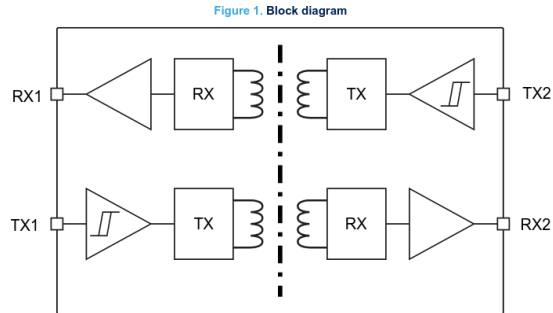 Figure 1. Block diagram
RX1 RX TX TX2
TX1 TX RX RX2